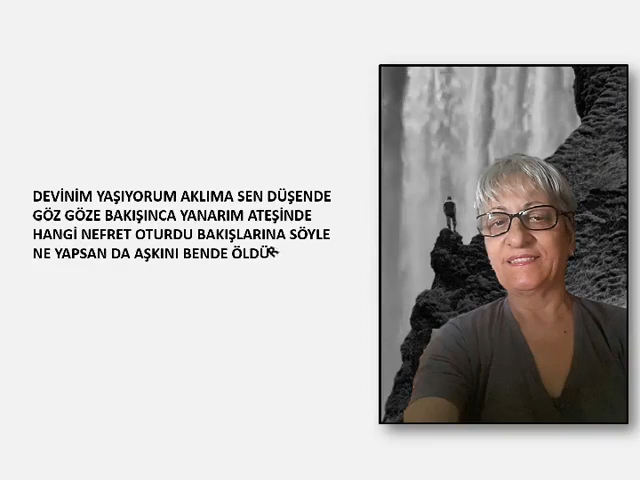 DEVİNİM YAŞIYORUM AKLIMA SEN DÜŞENDE
GÖZ GÖZE BAKIŞINCA YANARIM ATEŞİNDE
HANGİ NEFRET OTURDU BAKIŞLARINA SÖYLE
NE YAPSAN DA AŞKINI BENDE ÖLDÜR